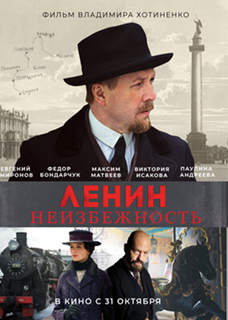 ФИЛЬМ ВЛАДИМИРА ХОТИНЕНКО
ЕВГЕНИЙ ФЕДОР МАКСИМ ВИКТОРИЯ ПАУЛИНА
МИРОНОВ БОНДАРЧУК МАТВЕЕВ ИСАКОВА АНДРЕЕВА
ЛЕНИН
НЕИЗБЕЖНОСТЬ
В КИНО С 31 ОКТЯБРЯ